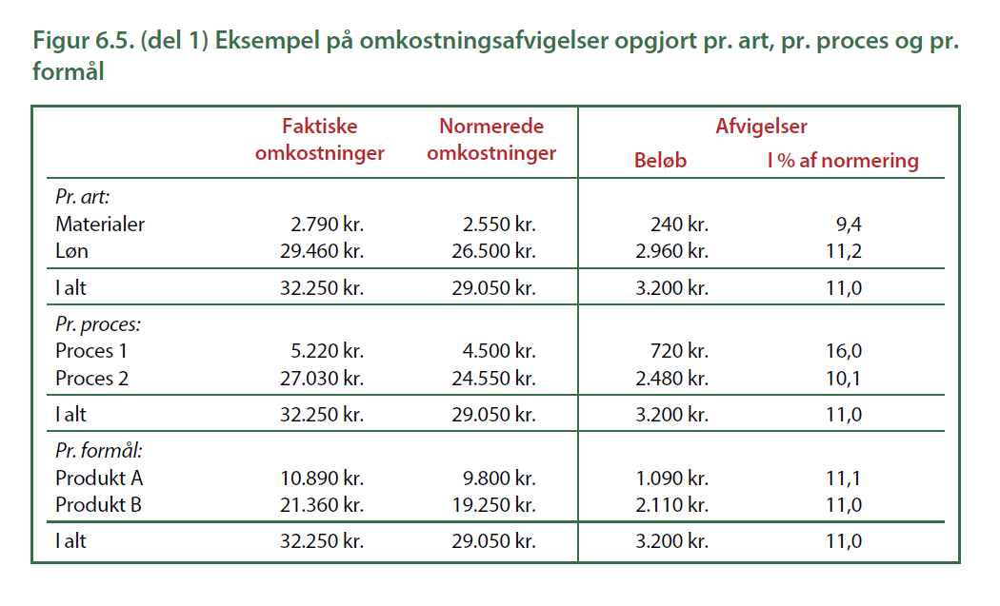 Figur 6.5. (del 1) Eksempel på omkostningsafvigelser opgjort pr. art, pr. proces og pr.
formål
Faktiske Normerede Afvigelser
omkostninger omkostninger Beløb I % af normering
Pr. art:
Materialer 2.790 kr. 2.550 kr. 240 kr. 9,4
Løn 29.460 kr. 26.500 kr. 2.960 kr. 11,2
I alt 32.250 kr. 29.050 kr. 3.200 kr. 11,0
Pr. proces:
Proces 1 5.220 kr. 4.500 kr. 720 kr. 16,0
Proces 2 27.030 kr. 24.550 kr. 2.480 kr. 10,1
I alt 32.250 kr. 29.050 kr. 3.200 kr. 11,0
Pr. formål:
Produkt A 10.890 kr. 9.800 kr. 1.090 kr. 11,1
Produkt B 21.360 kr. 19.250 kr. 2.110 kr. 11,0
I alt 32.250 kr. 29.050 kr. 3.200 kr. 11,0